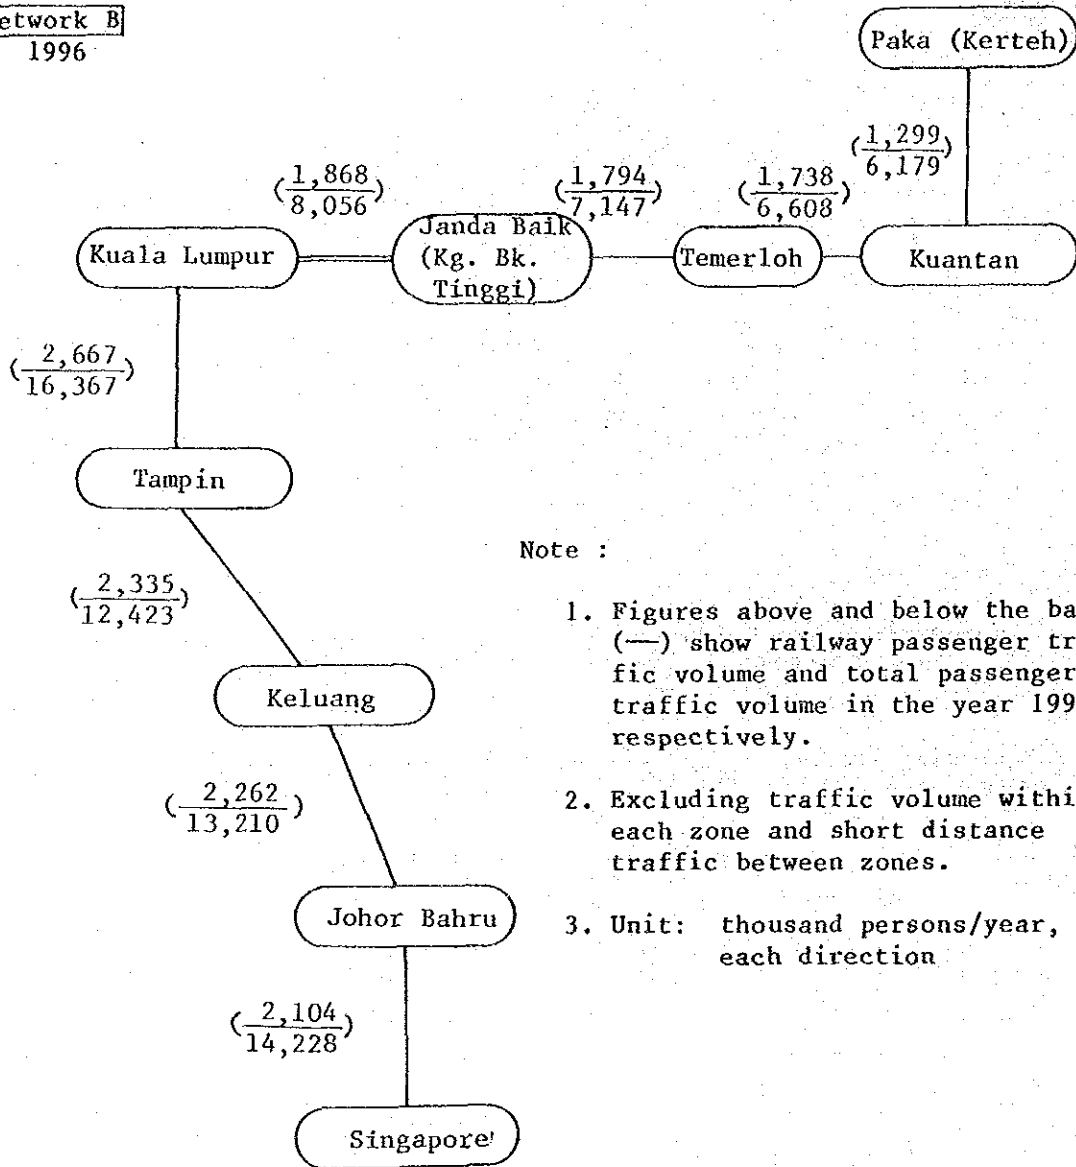 etwork B
1996
Paka (Kerteh)
(1,299/6,179)
(1,868/8,056)
(1,794/7,147)
(1,738/6,608)
Kuala Lumpur
Janda Baik
(Kg. Bk.
Tinggi)
Temerloh
Kuantan
(2,667/16,367)
Tampin
(2,335/12,423)
Keluang
(2,262/13,210)
Johor Bahru
(2,104/14,228)
Singapore
Note :
1. Figures above and below the ba
(—) show railway passenger tr
fic volume and total passenger
traffic volume in the year 199
respectively.
2. Excluding traffic volume withi
each zone and short distance
traffic between zones.
3. Unit: thousand persons/year,
each direction